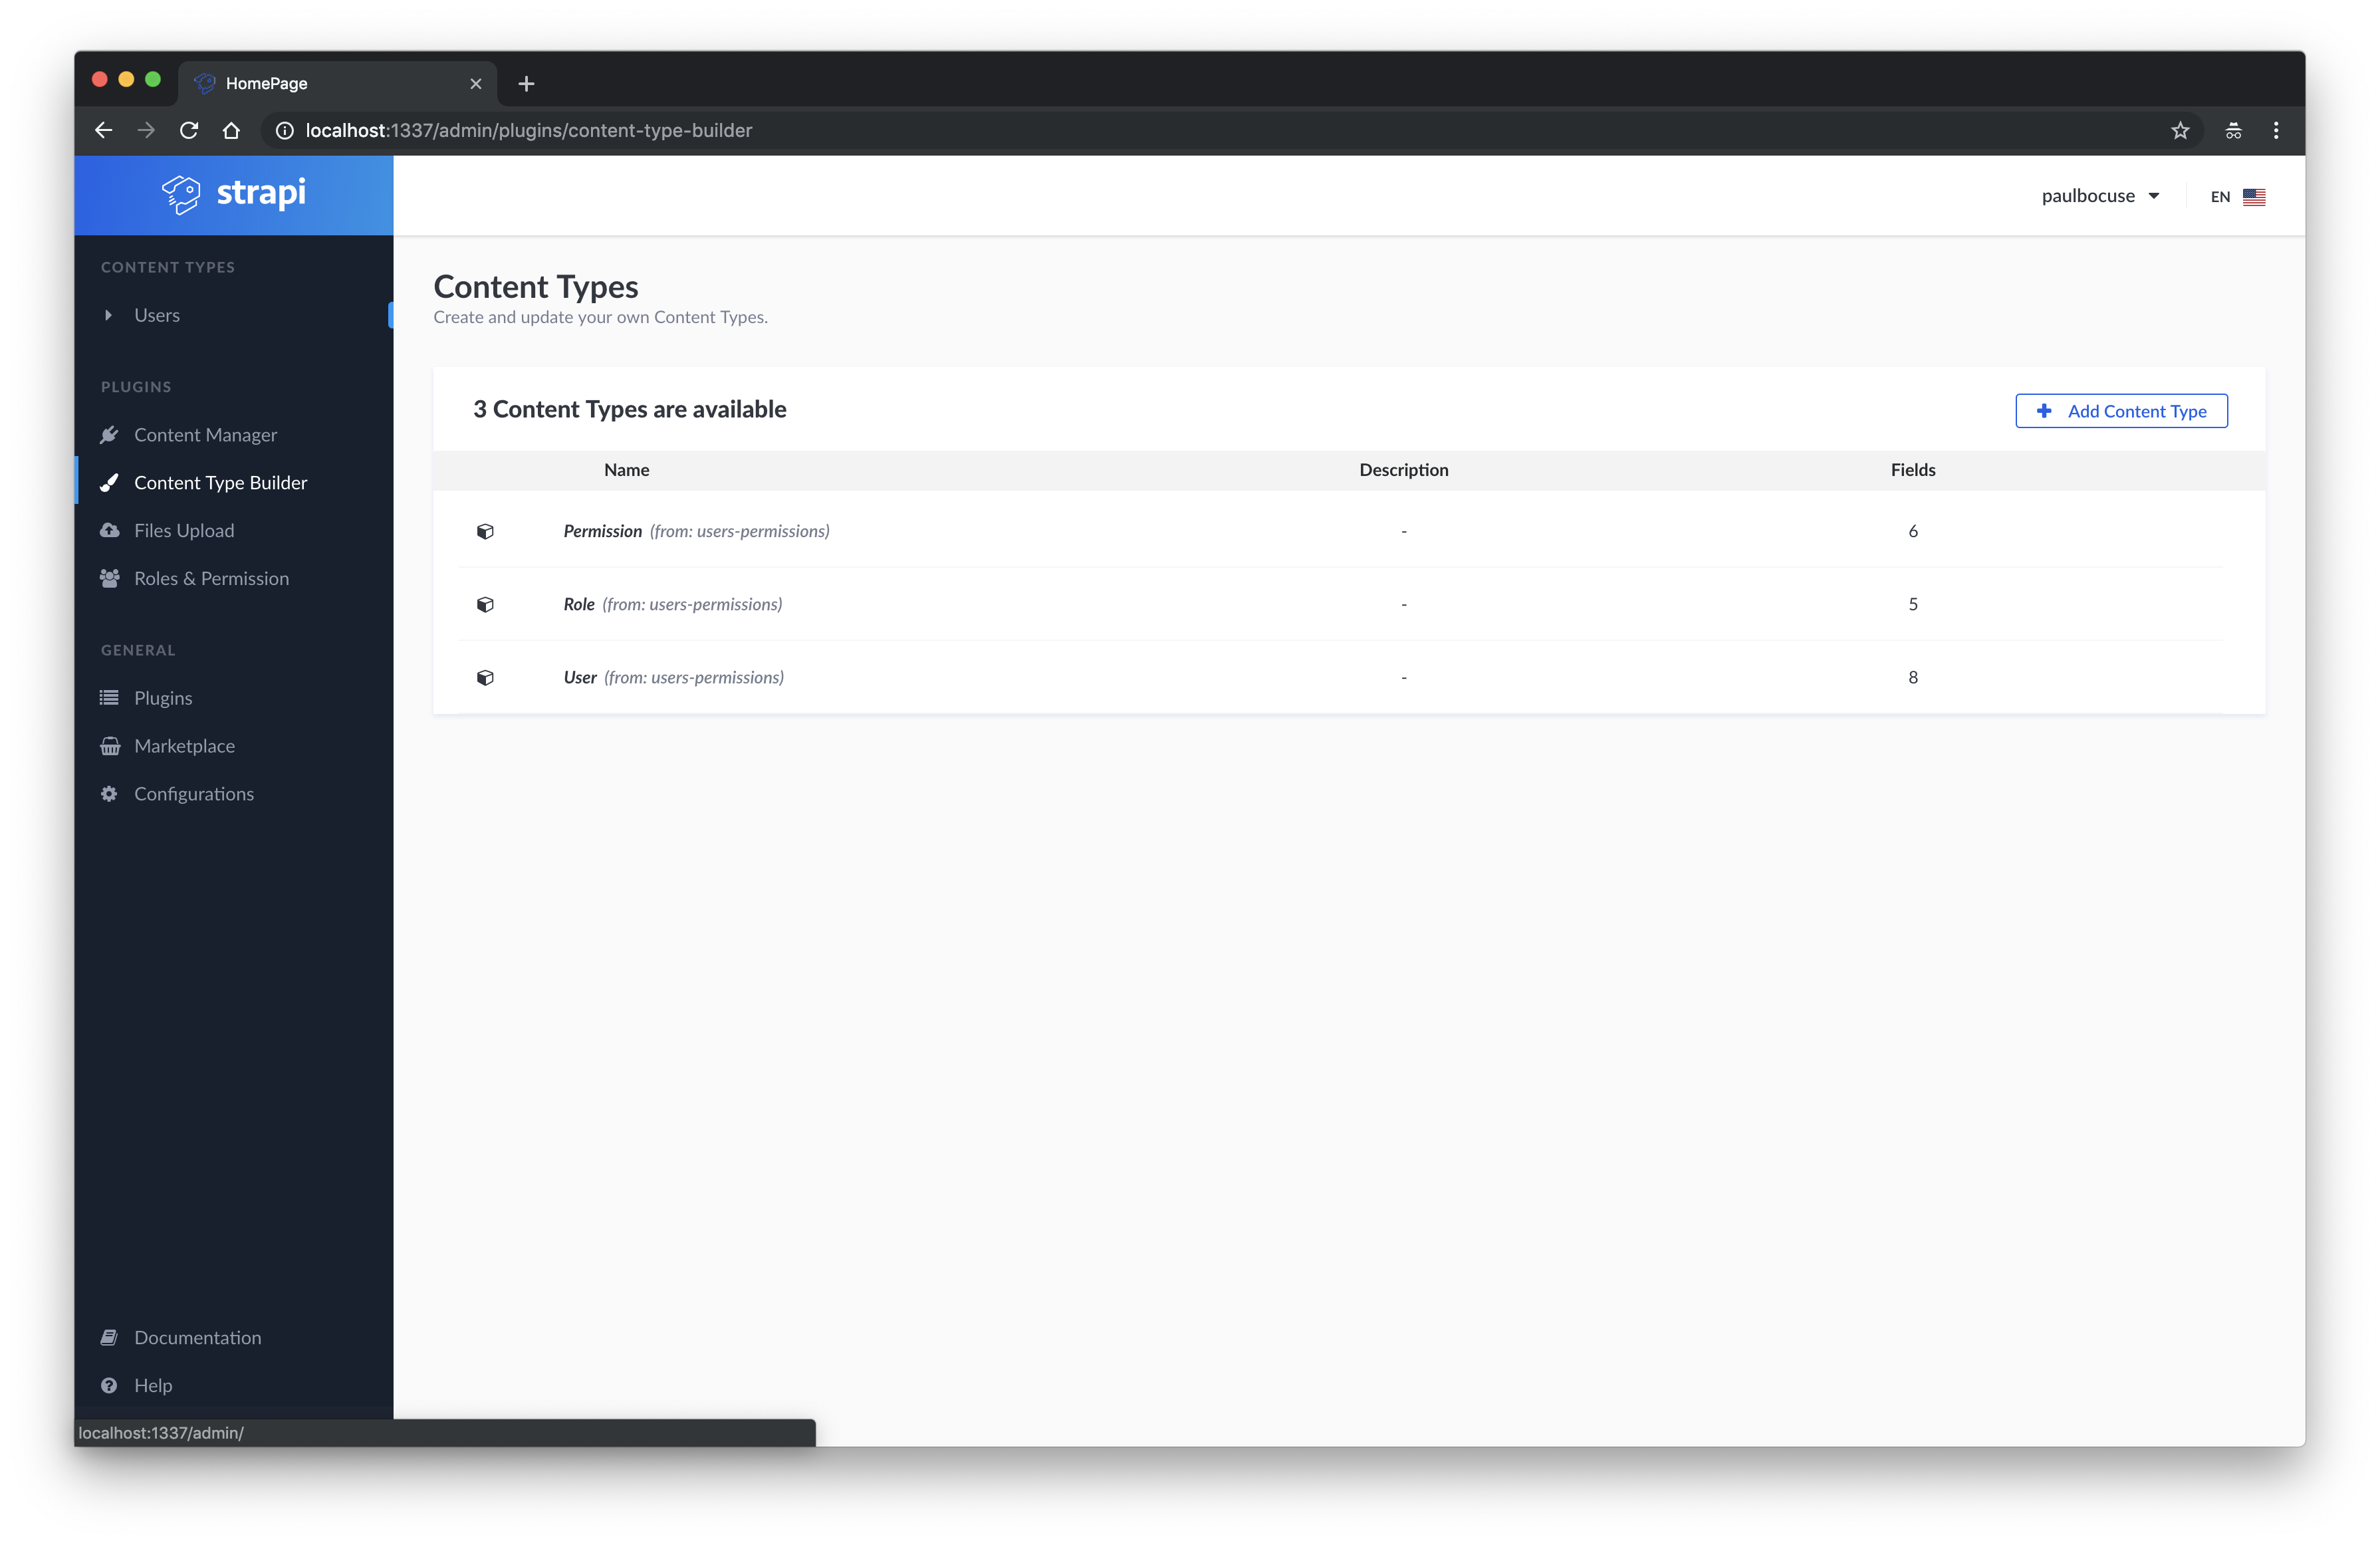 HomePage
localhost:1337/admin/plugins/content-type-builder
strapi
paulbocuse
EN
CONTENT TYPES
Users
PLUGINS
Content Manager
Content Type Builder
Files Upload
Roles & Permission
GENERAL
Plugins
Marketplace
Configurations
Documentation
Help
Content Types
Create and update your own Content Types.
3 Content Types are available
Add Content Type
Name Description Fields
Permission (from: users-permissions) - 6
Role (from: users-permissions) - 5
User (from: users-permissions) - 8
localhost:1337/admin/